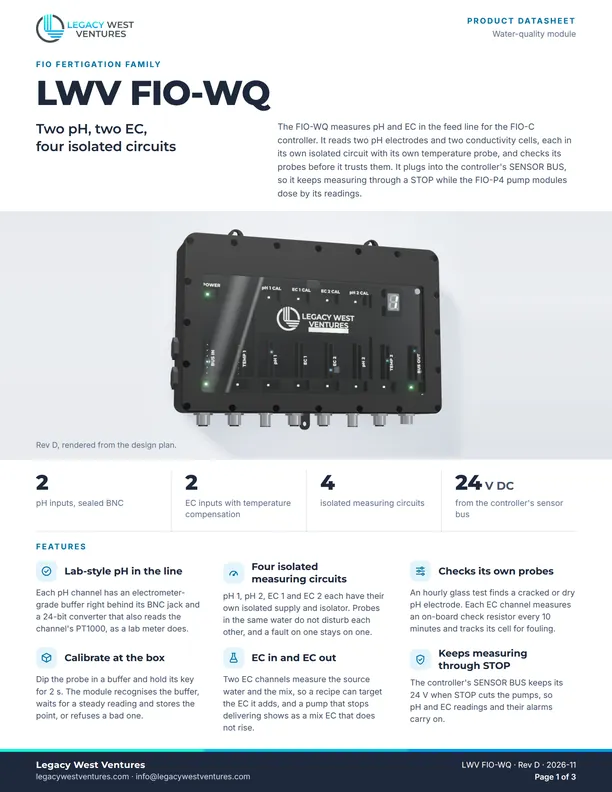 LEGACY WEST
VENTURES
PRODUCT DATASHEET
Water-quality module
FIO FERTIGATION FAMILY
LWV FIO-WQ
Two pH, two EC,
four isolated circuits
The FIO-WQ measures pH and EC in the feed line for the FIO-C
controller. It reads two pH electrodes and two conductivity cells, each in
its own isolated circuit with its own temperature probe, and checks its
probes before it trusts them. It plugs into the controller's SENSOR BUS,
so it keeps measuring through a STOP while the FIO-P4 pump modules
dose by its readings.
POWER
pH 1 CAL
EC 1 CAL
EC 2 CAL
pH 2 CAL
LEGACY WEST
VENTURES
BUS IN
TEMP 1
pH 1
EC 1
EC 2
pH 2
TEMP 2
BUS OUT
Rev D, rendered from the design plan.
2
pH inputs, sealed BNC
2
EC inputs with temperature
compensation
4
isolated measuring circuits
24 V DC
from the controller's sensor
bus
FEATURES
Lab-style pH in the line
Each pH channel has an electrometer-
grade buffer right behind its BNC jack and
a 24-bit converter that also reads the
channel's PT1000, as a lab meter does.
Four isolated
measuring circuits
pH 1, pH 2, EC 1 and EC 2 each have their
own isolated supply and isolator. Probes
in the same water do not disturb each
other, and a fault on one stays on one.
Checks its own probes
An hourly glass test finds a cracked or dry
pH electrode. Each EC channel measures
an on-board check resistor every 10
minutes and tracks its cell for fouling.
Calibrate at the box
Dip the probe in a buffer and hold its key
for 2 s. The module recognises the buffer,
waits for a steady reading and stores the
point, or refuses a bad one.
EC in and EC out
Two EC channels measure the source
water and the mix, so a recipe can target
the EC it adds, and a pump that stops
delivering shows as a mix EC that does
not rise.
Keeps measuring
through STOP
The controller's SENSOR BUS keeps its
24 V when STOP cuts the pumps, so
pH and EC readings and their alarms
carry on.
Legacy West Ventures
legacywestventures.com · info@legacywestventures.com
LWV FIO-WQ · Rev D · 2026-11
Page 1 of 3